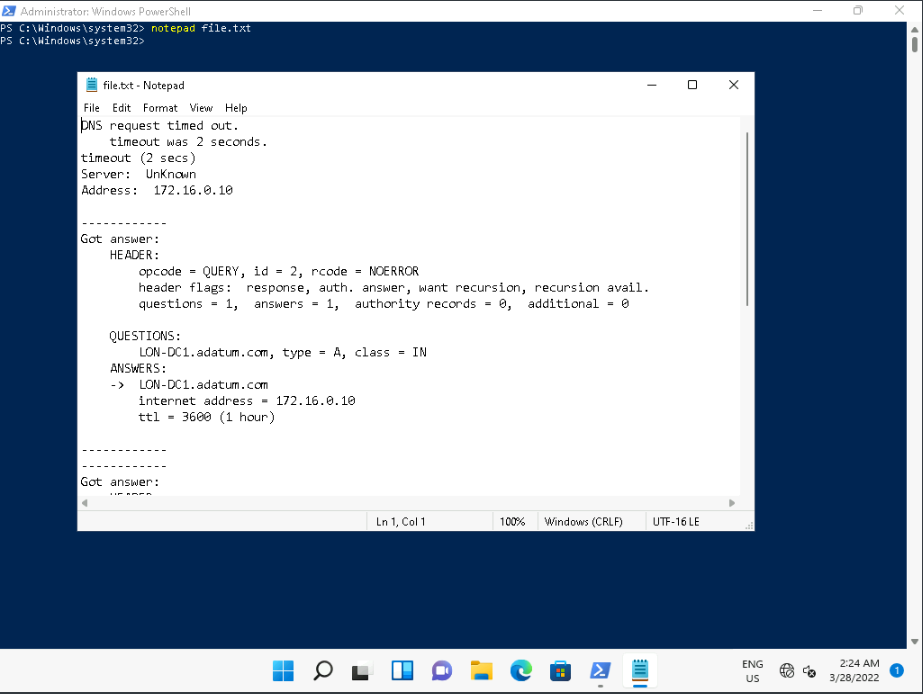 Administrator: Windows PowerShell
PS C:\Windows\system32> notepad file.txt
PS C:\Windows\system32>
file.txt - Notepad
File Edit Format View Help
DNS request timed out.
    timeout was 2 seconds.
timeout (2 secs)
Server:  UnKnown
Address:  172.16.0.10
------------
Got answer:
    HEADER:
        opcode = QUERY, id = 2, rcode = NOERROR
        header flags:  response, auth. answer, want recursion, recursion avail.
        questions = 1,  answers = 1,  authority records = 0,  additional = 0
    QUESTIONS:
        LON-DC1.adatum.com, type = A, class = IN
    ANSWERS:
    ->  LON-DC1.adatum.com
        internet address = 172.16.0.10
        ttl = 3600 (1 hour)
------------
------------
Got answer:
    HEADER:
Ln 1, Col 1 100% Windows (CRLF) UTF-16 LE
ENG
US
2:24 AM
3/28/2022
1